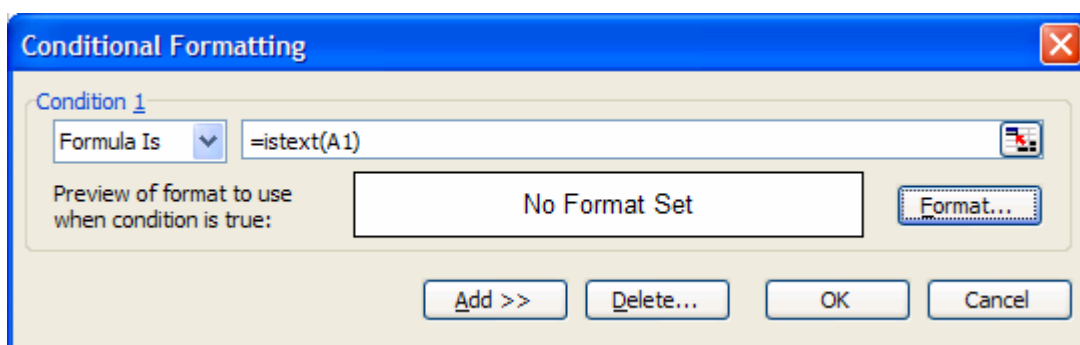 Conditional Formatting
Condition 1
Formula Is
=istext(A1)
Preview of format to use
when condition is true:
No Format Set
Format...
Add >>
Delete...
OK
Cancel